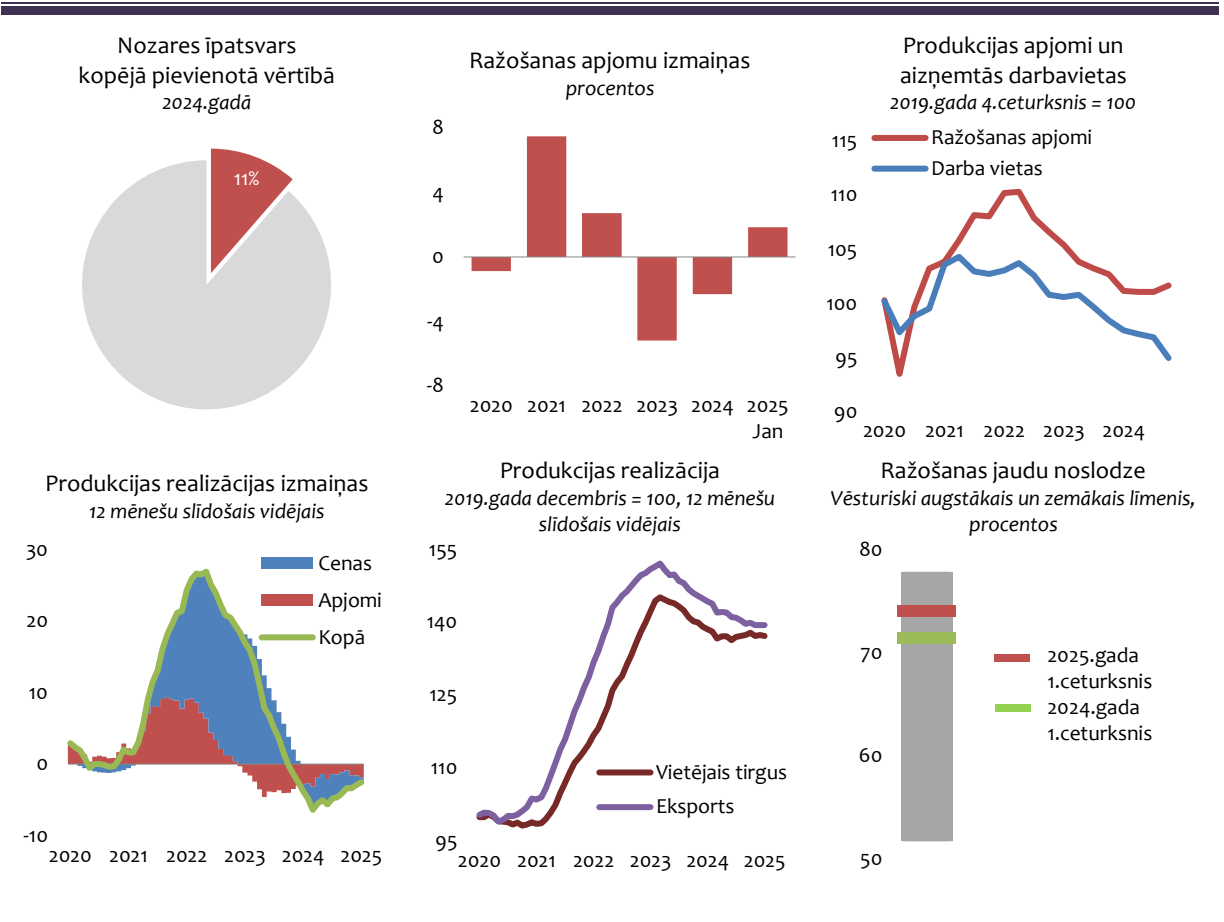 Nozares īpatsvars
kopējā pievienotā vērtībā
2024.gadā
11%
Ražošanas apjomu izmaiņas
procentos
8
4
0
-4
-8
2020 2021 2022 2023 2024 2025
Jan
Produkcijas apjomi un
aizņemtās darbavietas
2019.gada 4.ceturksnis = 100
115
110
105
100
95
90
Ražošanas apjomi
Darba vietas
2020 2021 2022 2023 2024
Produkcijas realizācijas izmaiņas
12 mēnešu slīdošais vidējais
30
20
10
0
-10
Cenas
Apjomi
Kopā
2020 2021 2022 2023 2024 2025
Produkcijas realizācija
2019.gada decembris = 100, 12 mēnešu
slīdošais vidējais
155
140
125
110
95
Vietējais tirgus
Eksports
2020 2021 2022 2023 2024 2025
Ražošanas jaudu noslodze
Vēsturiski augstākais un zemākais līmenis,
procentos
80
70
60
50
2025.gada
1.ceturksnis
2024.gada
1.ceturksnis